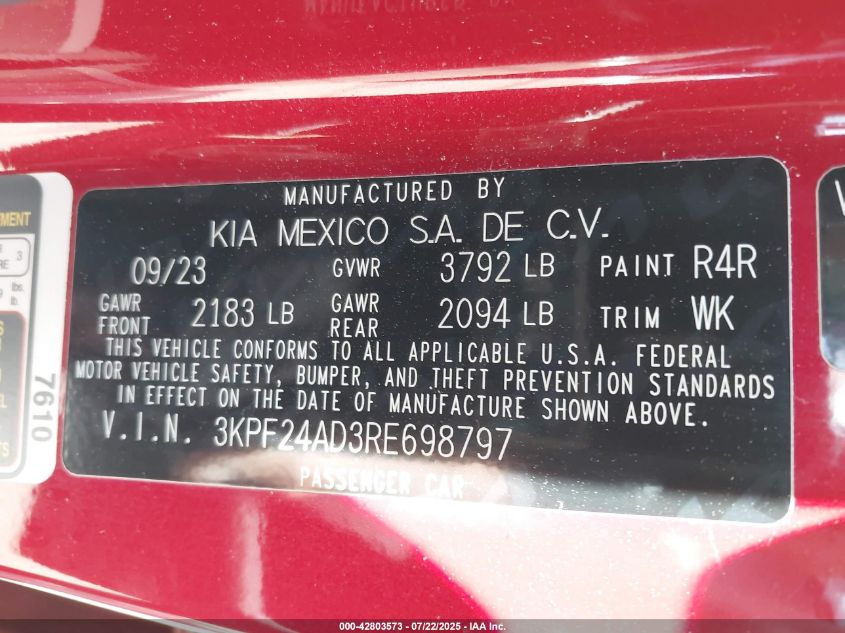 MANUFACTURED BY
KIA MEXICO S.A. DE C.V.
09/23 GVWR 3792 LB PAINT R4R
GAWR FRONT 2183 LB GAWR REAR 2094 LB TRIM WK
THIS VEHICLE CONFORMS TO ALL APPLICABLE U.S.A. FEDERAL
MOTOR VEHICLE SAFETY, BUMPER, AND THEFT PREVENTION STANDARDS
IN EFFECT ON THE DATE OF MANUFACTURE SHOWN ABOVE.
V.I.N. 3KPF24AD3RE698797
PASSENGER CAR
7610
000-42803573 - 07/22/2025 - IAA Inc.